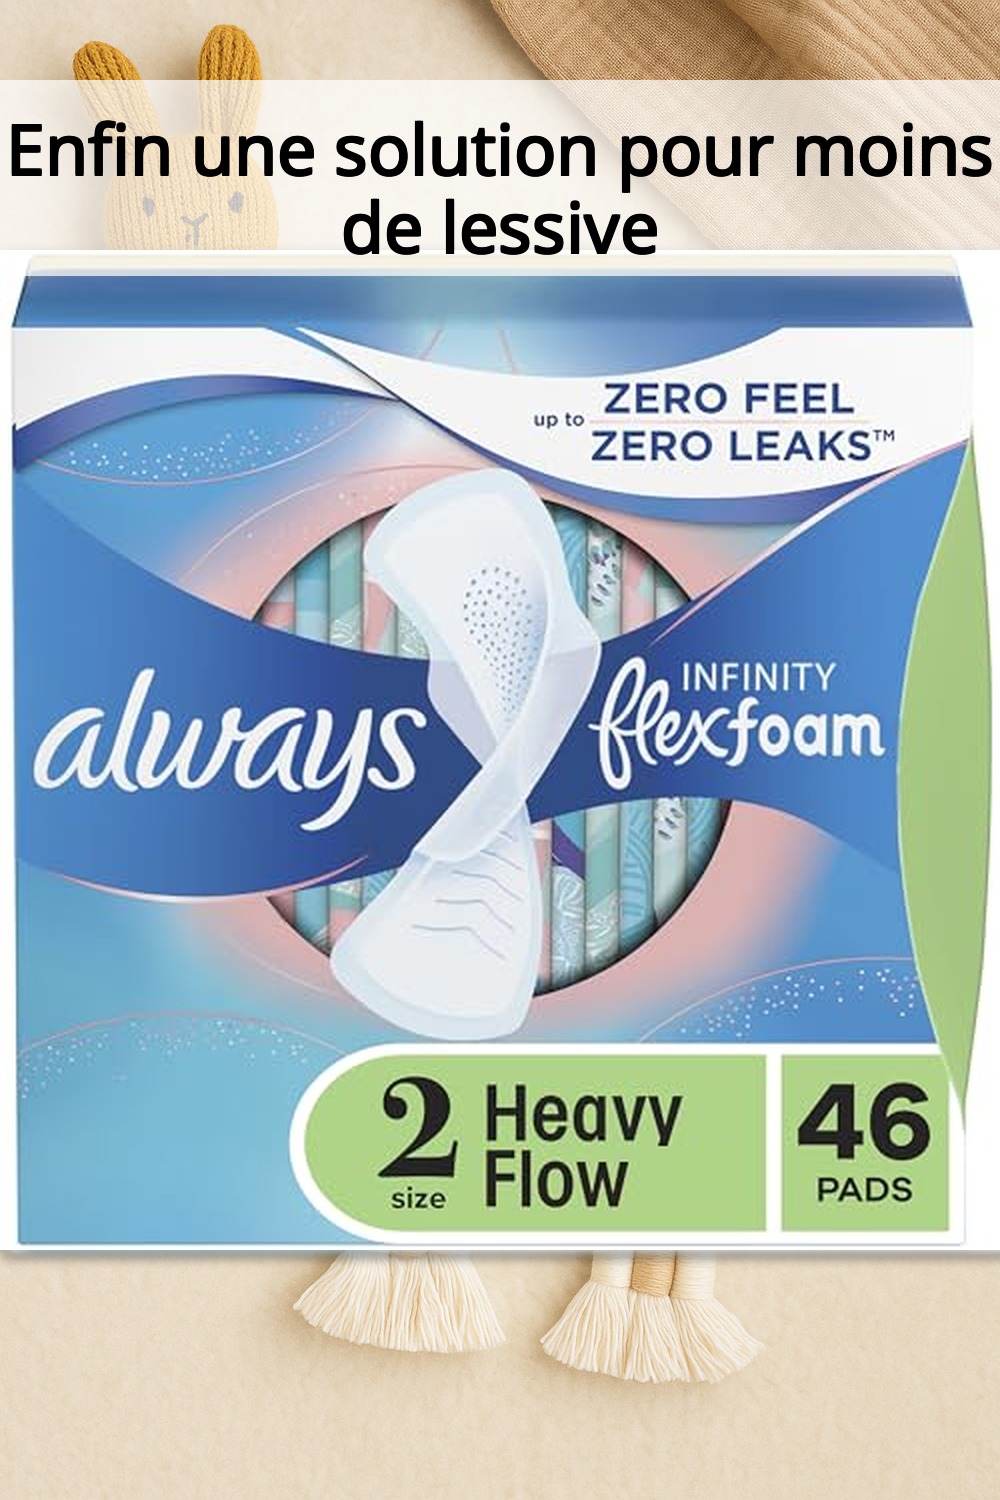 Enfin une solution pour moins
de lessive
up to ZERO FEEL
ZERO LEAKS™
always
INFINITY
flexfoam
2 Heavy
size Flow
46
PADS